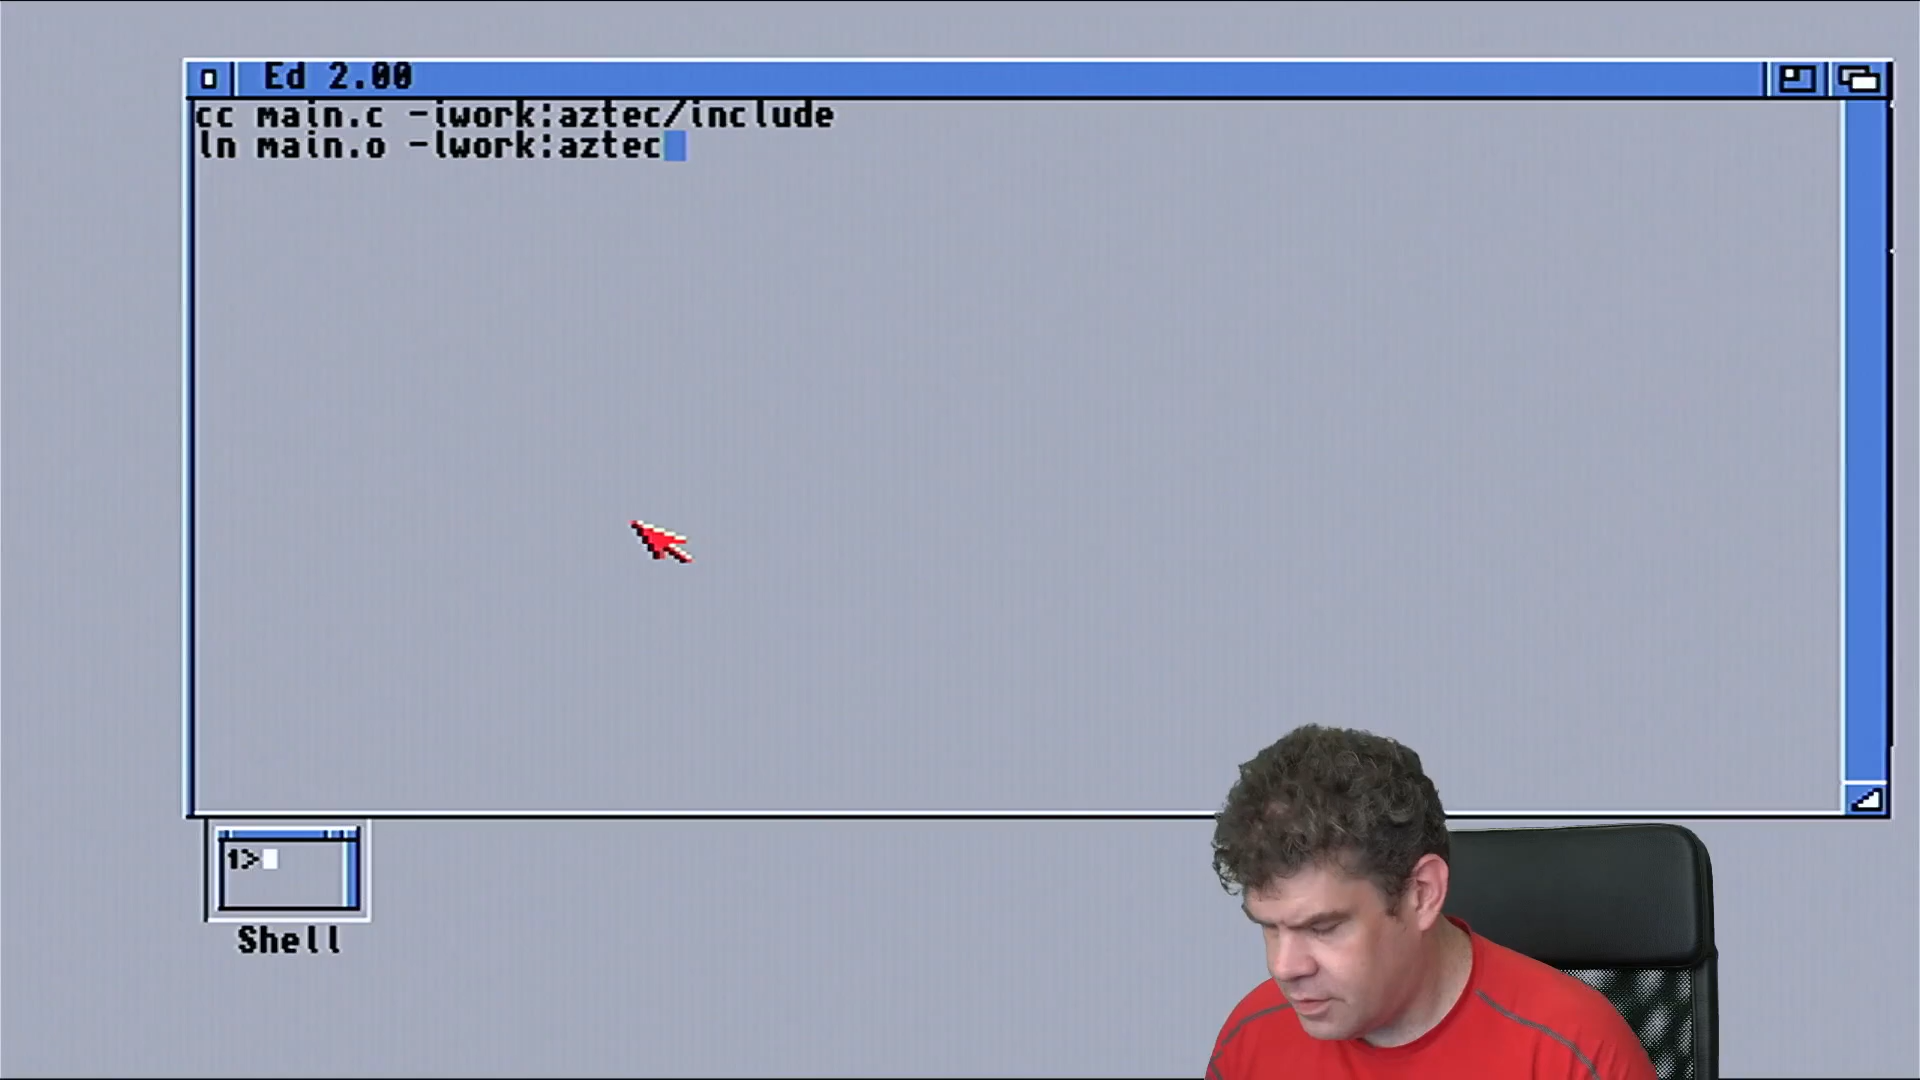 Ed 2.00
cc main.c -iwork:aztec/include
ln main.o -lwork:aztec
1>
Shell